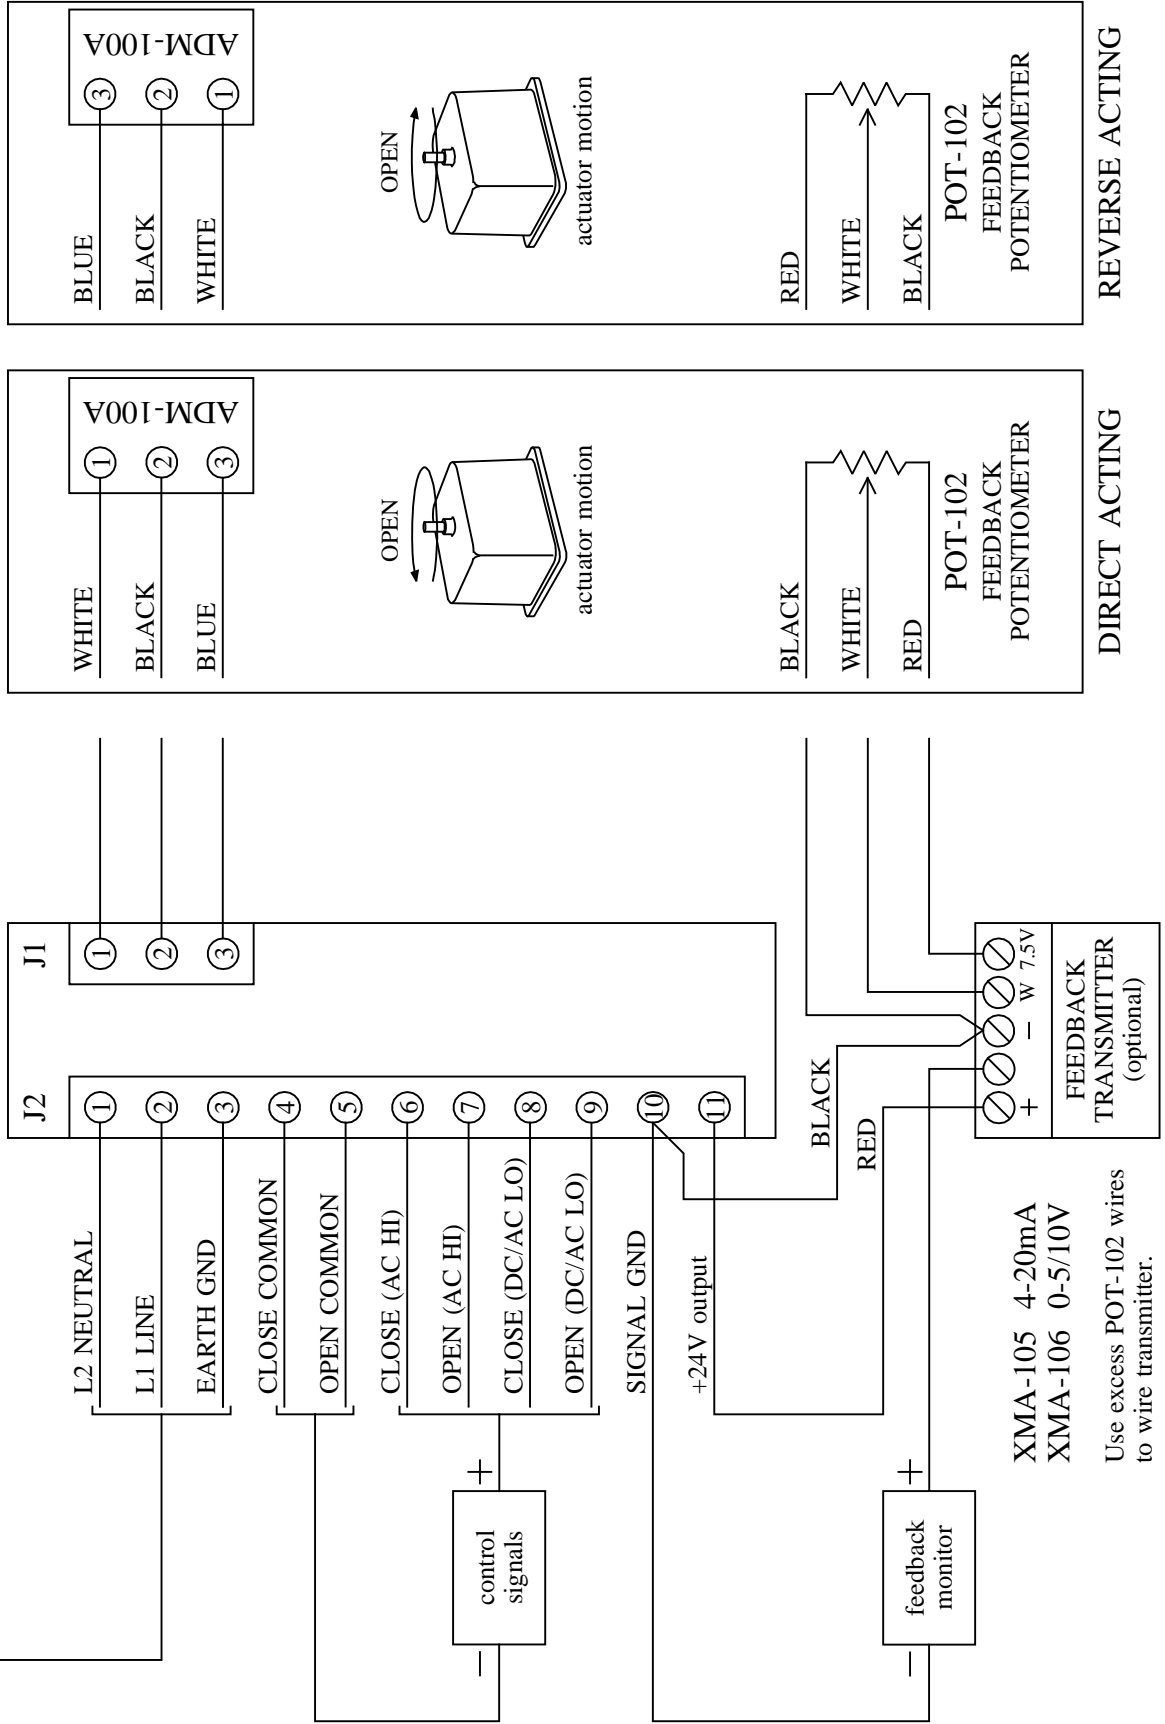 J2
J1
L2 NEUTRAL
L1 LINE
EARTH GND
CLOSE COMMON
OPEN COMMON
CLOSE (AC HI)
OPEN (AC HI)
CLOSE (DC/AC LO)
OPEN (DC/AC LO)
SIGNAL GND
+24V output
1
2
3
4
5
6
7
8
9
10
11
1
2
3
control
signals
+
−
feedback
monitor
+
−
BLACK
RED
+
−
W
7.5V
FEEDBACK
TRANSMITTER
(optional)
XMA-105 4-20mA
XMA-106 0-5/10V
Use excess POT-102 wires
to wire transmitter.
WHITE
BLACK
BLUE
1
2
3
ADM-100A
OPEN
actuator motion
BLACK
WHITE
RED
POT-102
FEEDBACK
POTENTIOMETER
DIRECT ACTING
BLUE
BLACK
WHITE
3
2
1
ADM-100A
OPEN
actuator motion
RED
WHITE
BLACK
POT-102
FEEDBACK
POTENTIOMETER
REVERSE ACTING